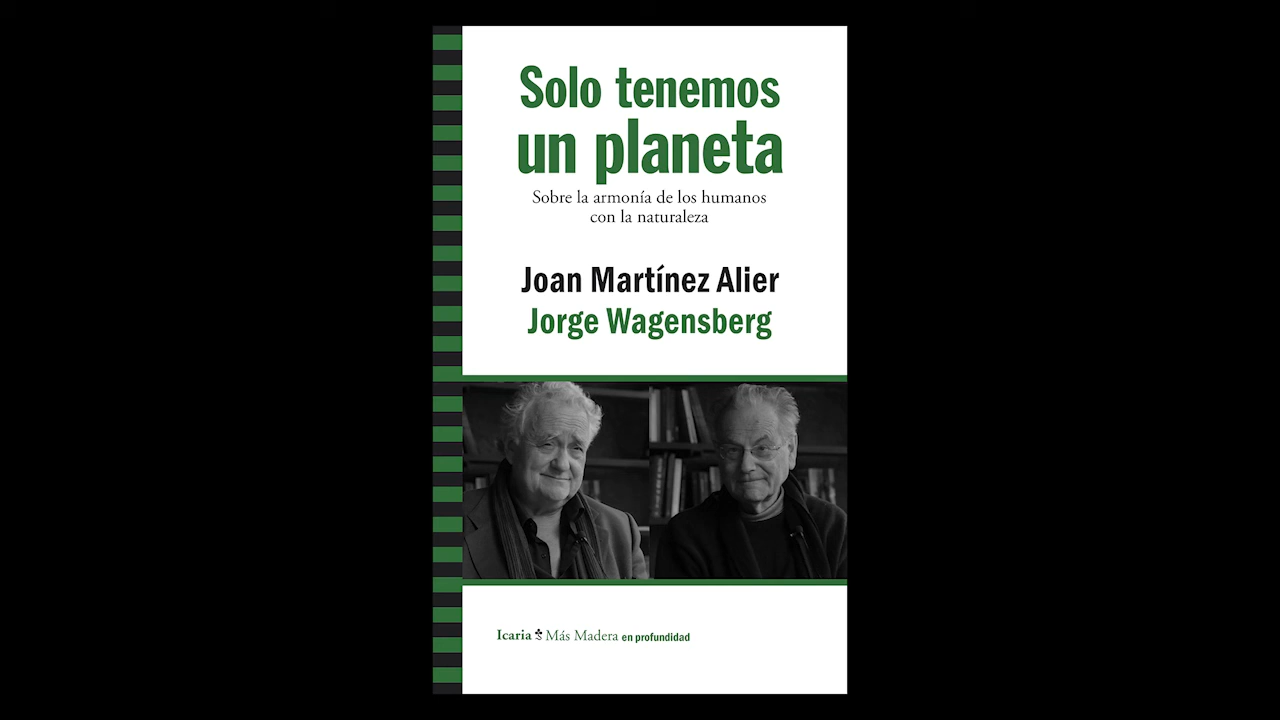 Solo tenemos
un planeta
Sobre la armonía de los humanos
con la naturaleza
Joan Martínez Alier
Jorge Wagensberg
Icaria Más Madera en profundidad